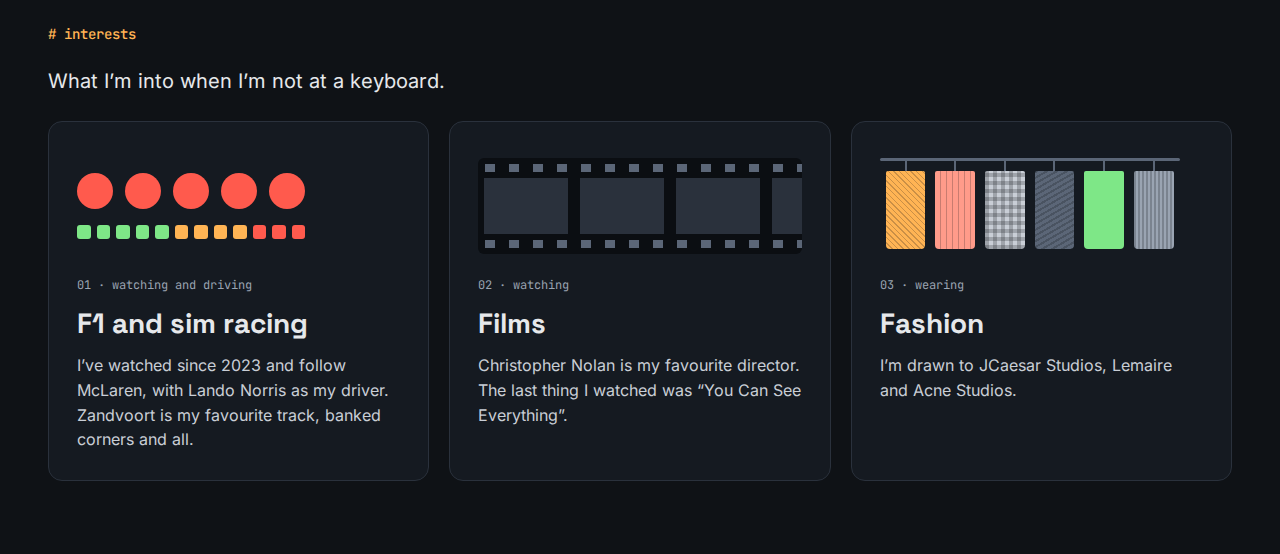 # interests
What I’m into when I’m not at a keyboard.
01 · watching and driving
F1 and sim racing
I’ve watched since 2023 and follow
McLaren, with Lando Norris as my driver.
Zandvoort is my favourite track, banked
corners and all.
02 · watching
Films
Christopher Nolan is my favourite director.
The last thing I watched was “You Can See
Everything”.
03 · wearing
Fashion
I’m drawn to JCaesar Studios, Lemaire
and Acne Studios.